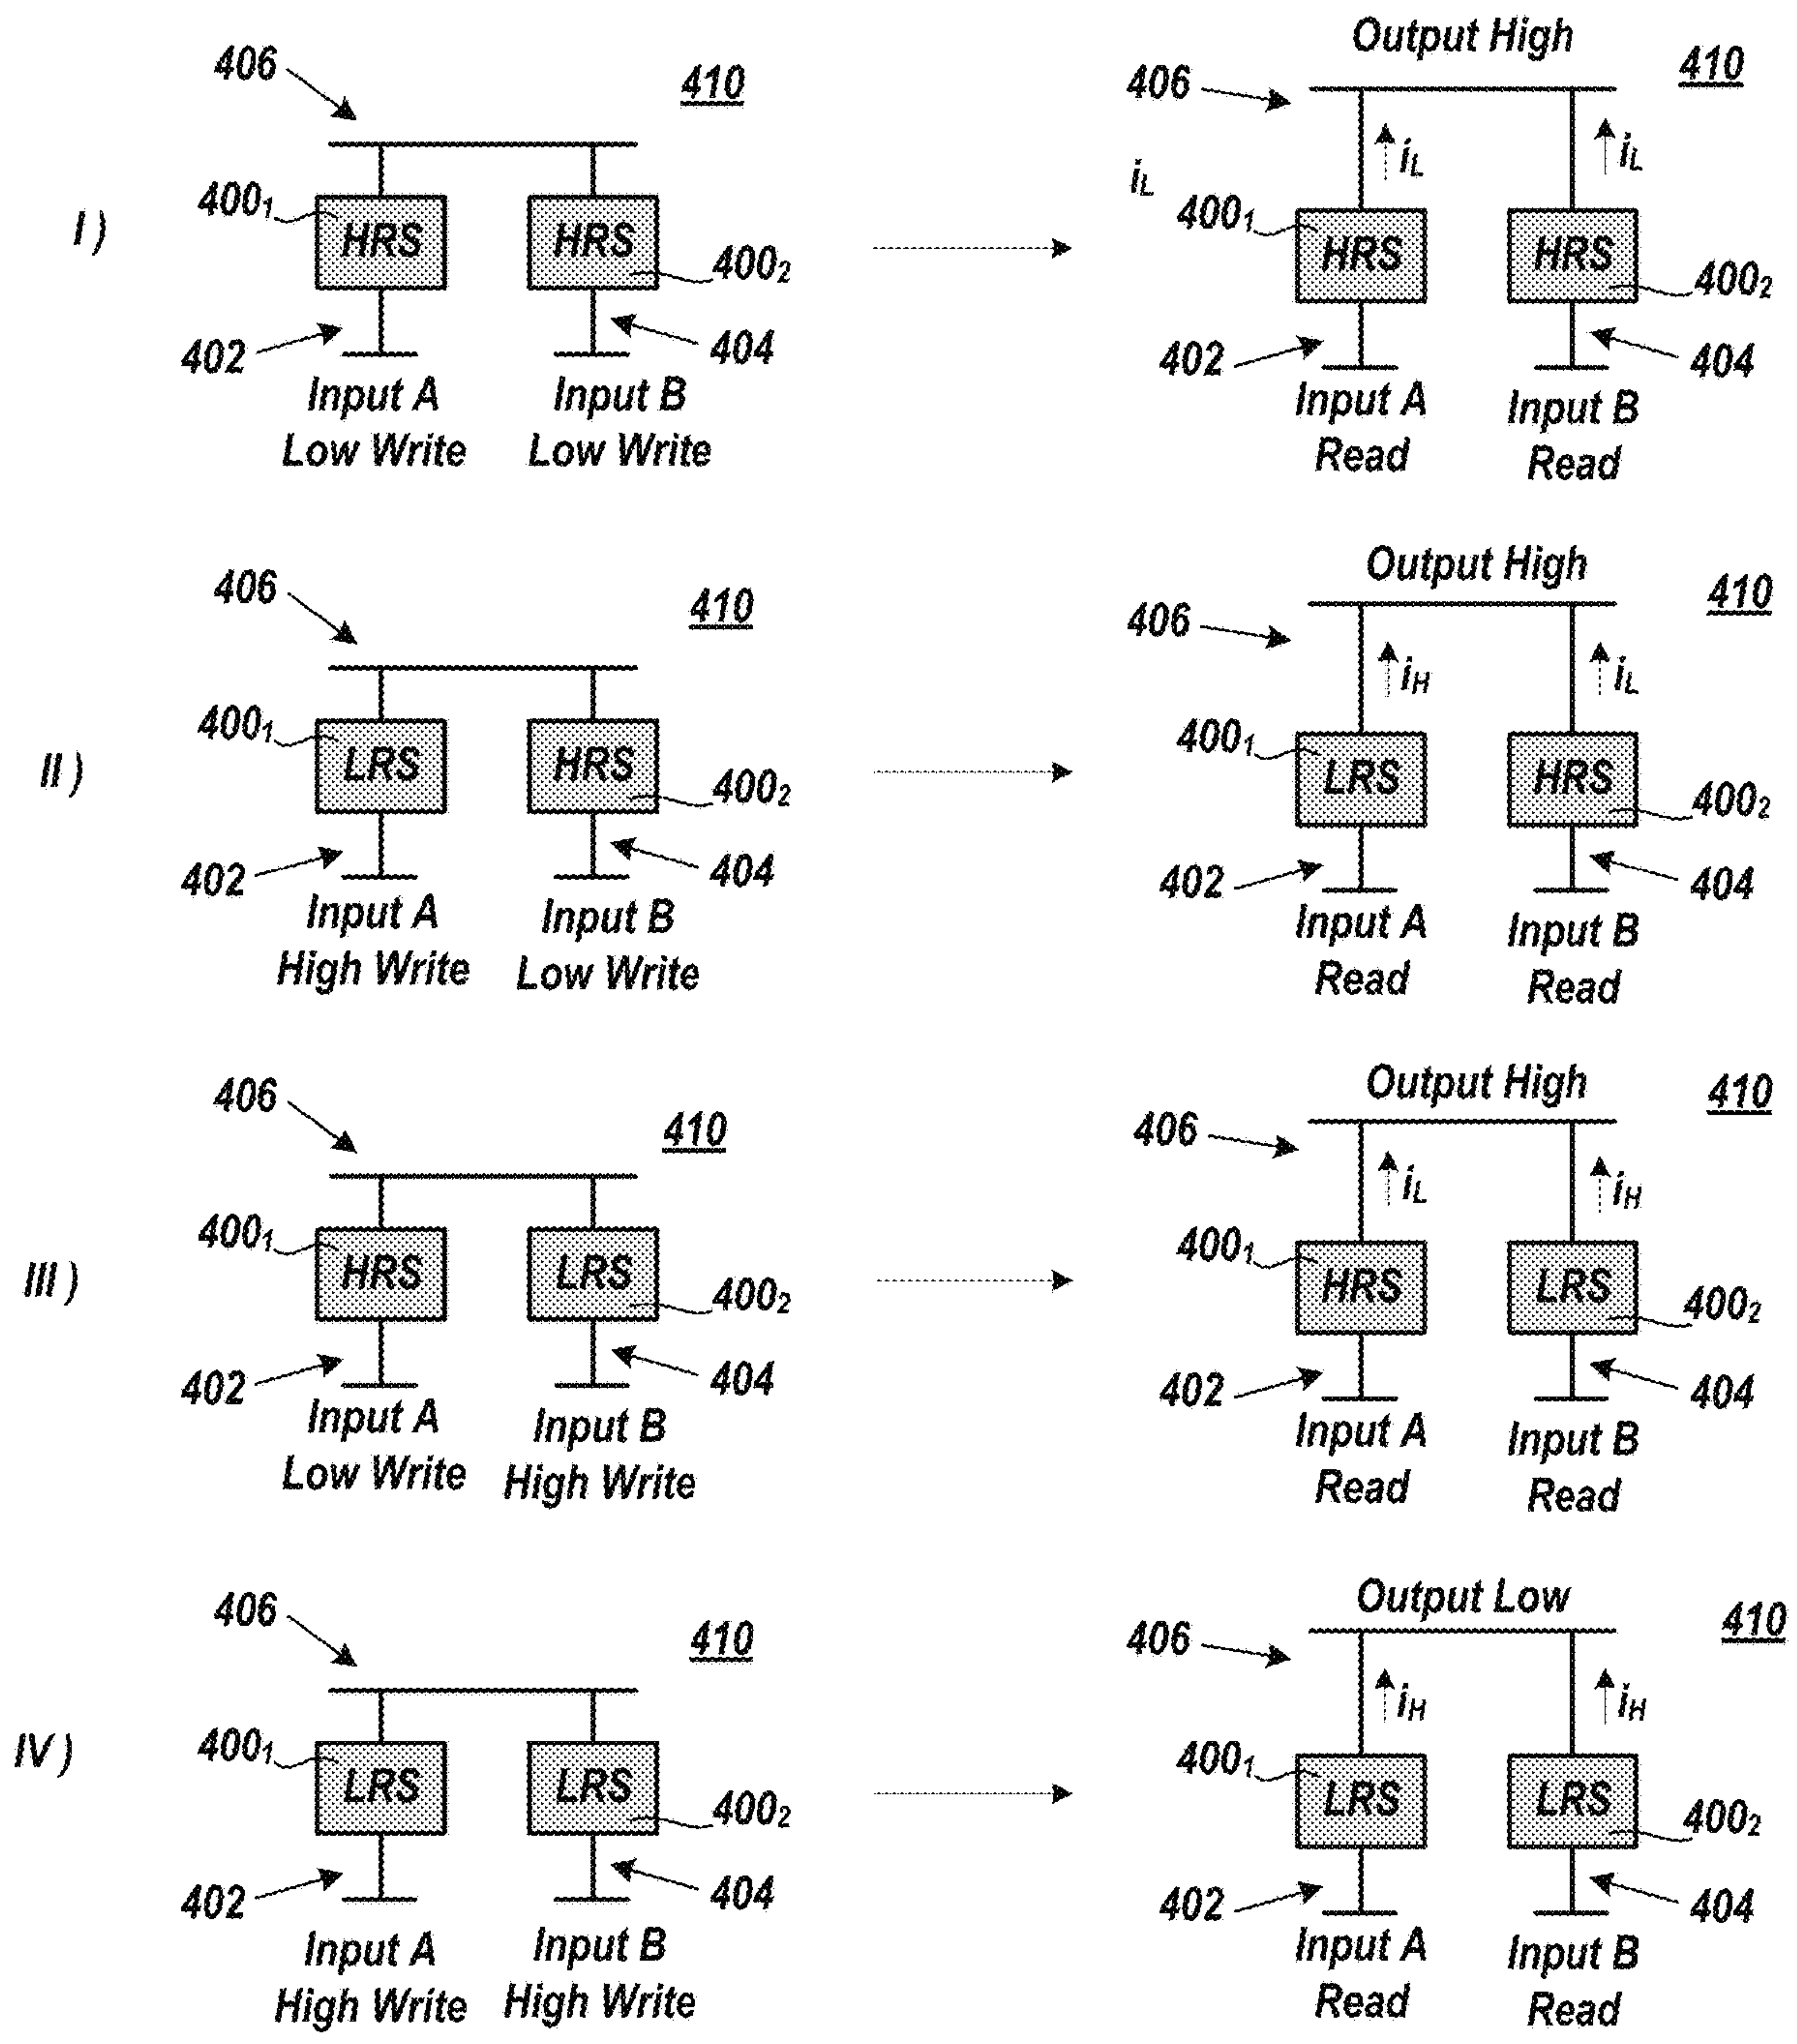 Output High
406
410
406
410
iL
iL
iL
4001
HRS
HRS
4002
I )
4001
HRS
HRS
4002
402
404
402
404
Input A
Low Write
Input B
Low Write
Input A
Read
Input B
Read
Output High
406
410
406
410
iH
iL
4001
LRS
HRS
4002
II )
4001
LRS
HRS
4002
402
404
402
404
Input A
High Write
Input B
Low Write
Input A
Read
Input B
Read
Output High
406
410
406
410
iL
iH
4001
HRS
LRS
4002
III )
4001
HRS
LRS
4002
402
404
402
404
Input A
Low Write
Input B
High Write
Input A
Read
Input B
Read
Output Low
406
410
406
410
iH
iH
4001
LRS
LRS
4002
IV )
4001
LRS
LRS
4002
402
404
402
404
Input A
High Write
Input B
High Write
Input A
Read
Input B
Read